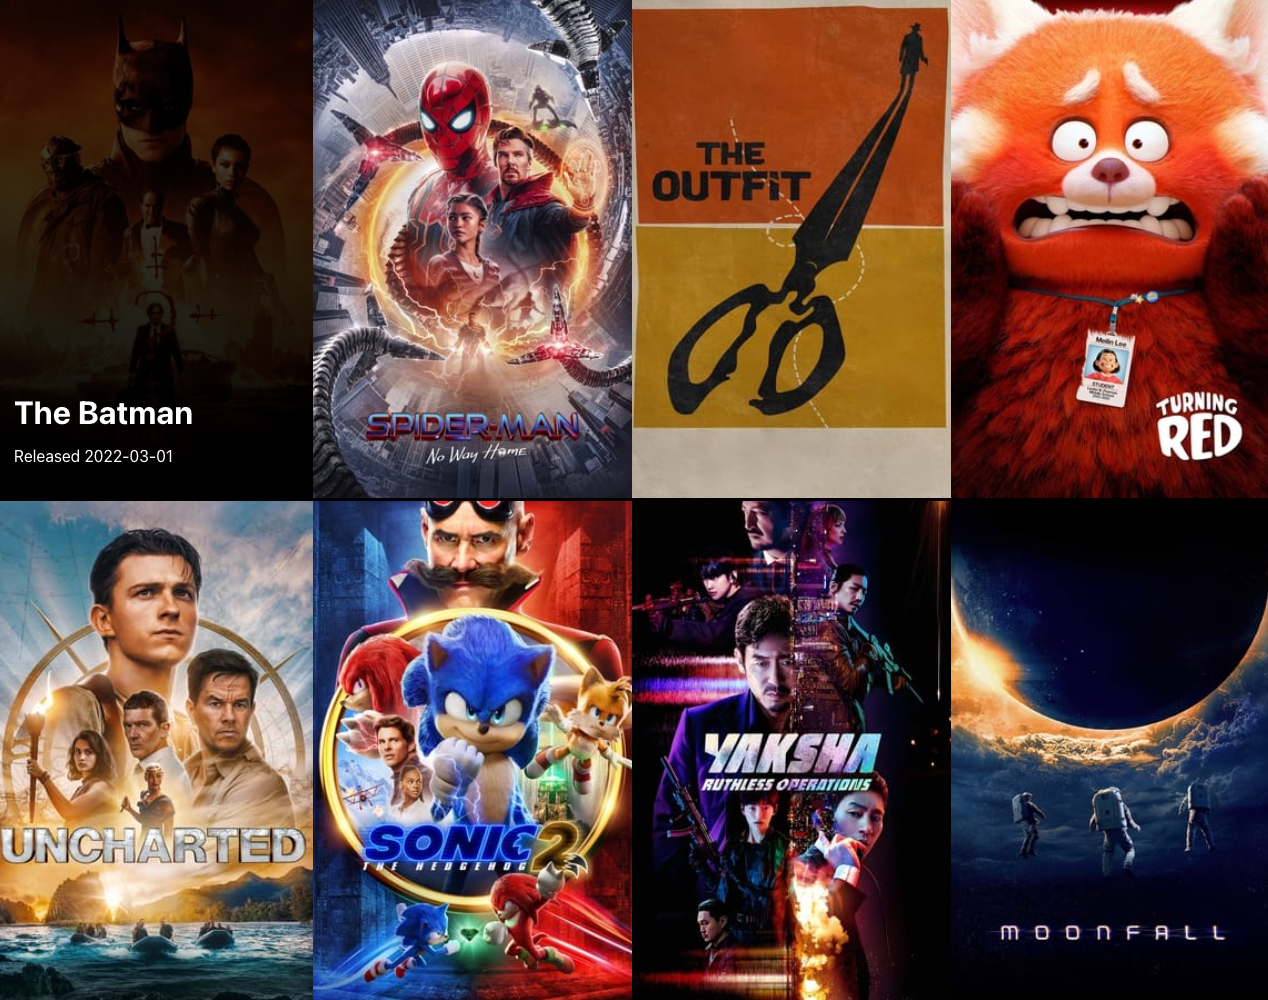 The Batman
Released 2022-03-01
SPIDER-MAN
No Way Home
THE
OUTFIT
Meilin Lee
STUDENT
TURNING
RED
UNCHARTED
SONIC 2
THE HEDGEHOG
YAKSHA
RUTHLESS OPERATIONS
MOONFALL